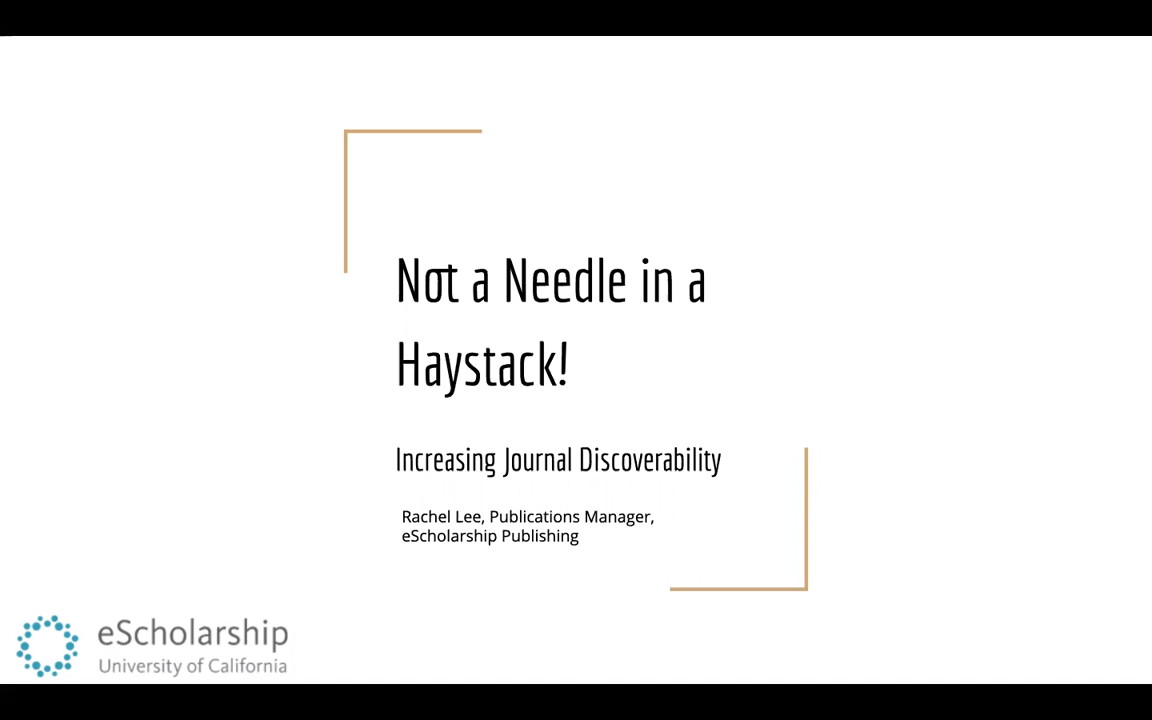 Not a Needle in a
Haystack!
Increasing Journal Discoverability
Rachel Lee, Publications Manager,
eScholarship Publishing
eScholarship
University of California